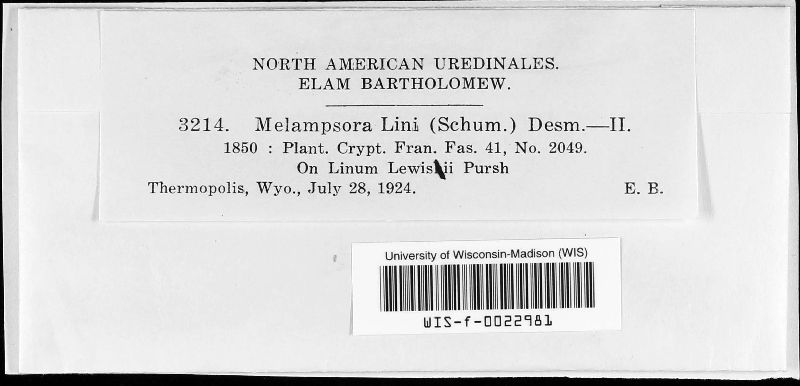 NORTH AMERICAN UREDINALES.
ELAM BARTHOLOMEW.
3214. Melampsora Lini (Schum.) Desm.—II.
1850 : Plant. Crypt. Fran. Fas. 41, No. 2049.
On Linum Lewisii Pursh
Thermopolis, Wyo., July 28, 1924. E. B.
University of Wisconsin-Madison (WIS)
WIS-f-0022981